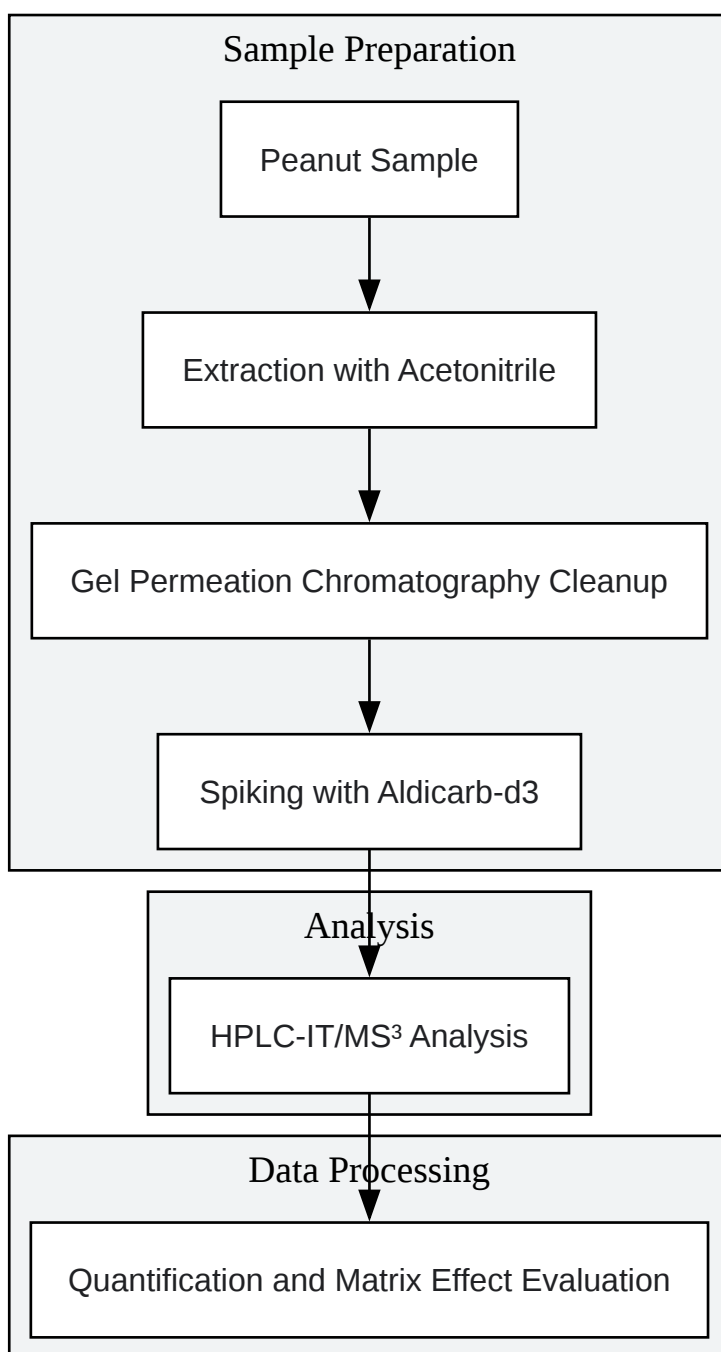 Sample Preparation
Peanut Sample
Extraction with Acetonitrile
Gel Permeation Chromatography Cleanup
Spiking with Aldicarb-d3
Analysis
HPLC-IT/MS³ Analysis
Data Processing
Quantification and Matrix Effect Evaluation